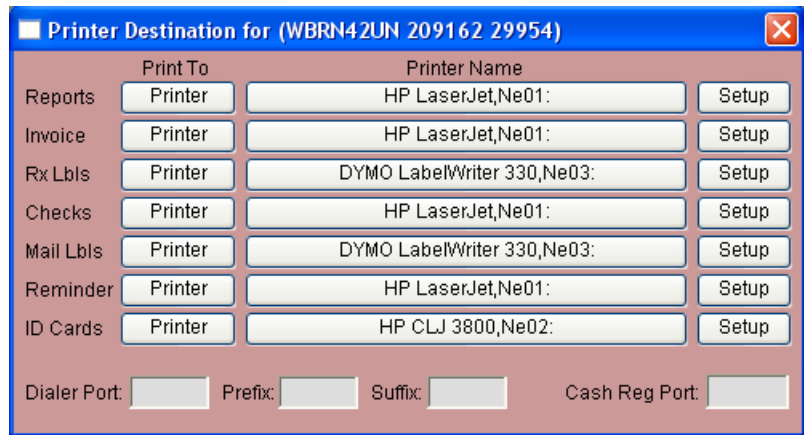 Printer Destination for (WBRN42UN 209162 29954)
Print To Printer Name
Reports Printer HP LaserJet,Ne01: Setup
Invoice Printer HP LaserJet,Ne01: Setup
Rx Lbls Printer DYMO LabelWriter 330,Ne03: Setup
Checks Printer HP LaserJet,Ne01: Setup
Mail Lbls Printer DYMO LabelWriter 330,Ne03: Setup
Reminder Printer HP LaserJet,Ne01: Setup
ID Cards Printer HP CLJ 3800,Ne02: Setup
Dialer Port: Prefix: Suffix: Cash Reg Port: